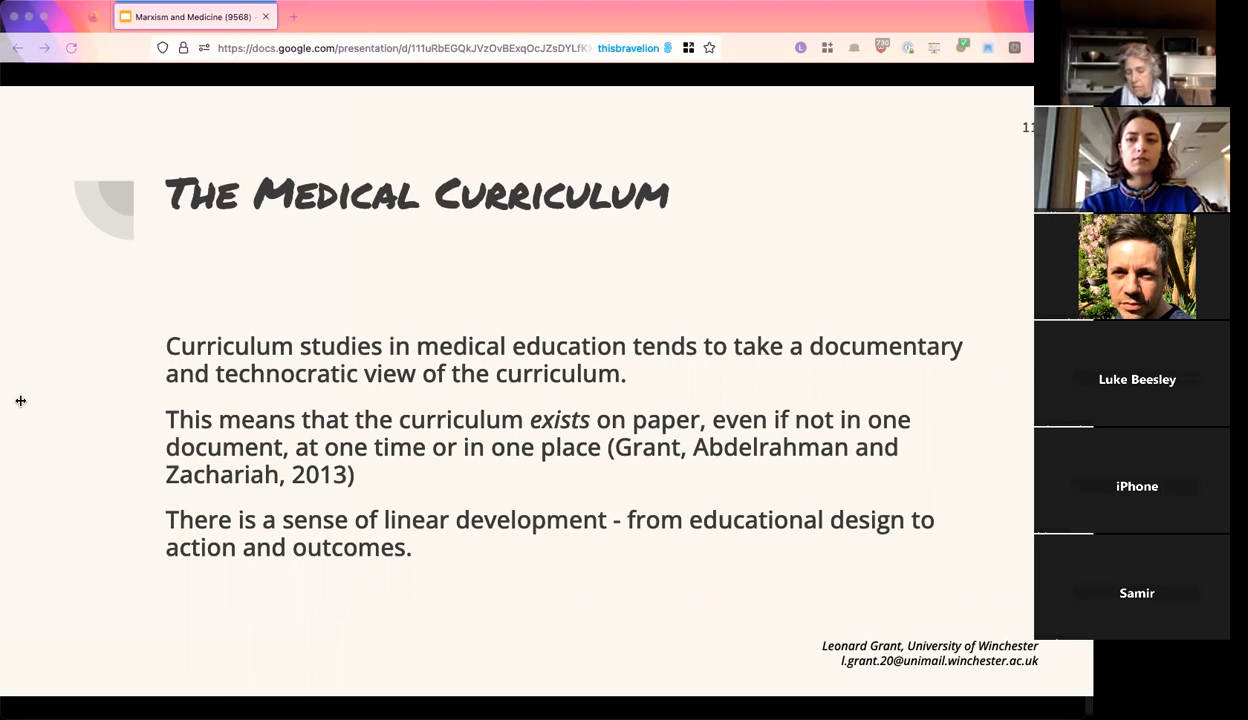 Marxism and Medicine (9568) -
https://docs.google.com/presentation/d/111uRbEGQkJVzOvBExqOcJZsDYLfK
thisbravelion
730
11
The Medical Curriculum
Curriculum studies in medical education tends to take a documentary
and technocratic view of the curriculum.
This means that the curriculum exists on paper, even if not in one
document, at one time or in one place (Grant, Abdelrahman and
Zachariah, 2013)
There is a sense of linear development - from educational design to
action and outcomes.
Leonard Grant, University of Winchester
l.grant.20@unimail.winchester.ac.uk
Luke Beesley
iPhone
Samir